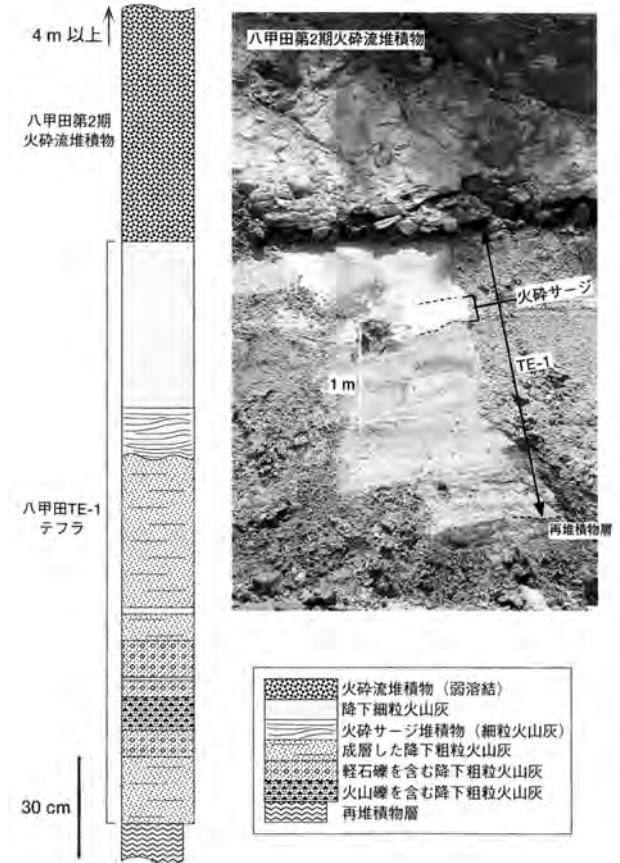 4 m 以上
八甲田第2期
火砕流堆積物
八甲田TE-1
テフラ
30 cm
八甲田第2期火砕流堆積物
火砕サージ
TE-1
1 m
再堆積物層
火砕流堆積物（弱溶結）
降下細粒火山灰
火砕サージ堆積物（細粒火山灰）
成層した降下粗粒火山灰
軽石礫を含む降下粗粒火山灰
火山礫を含む降下粗粒火山灰
再堆積物層